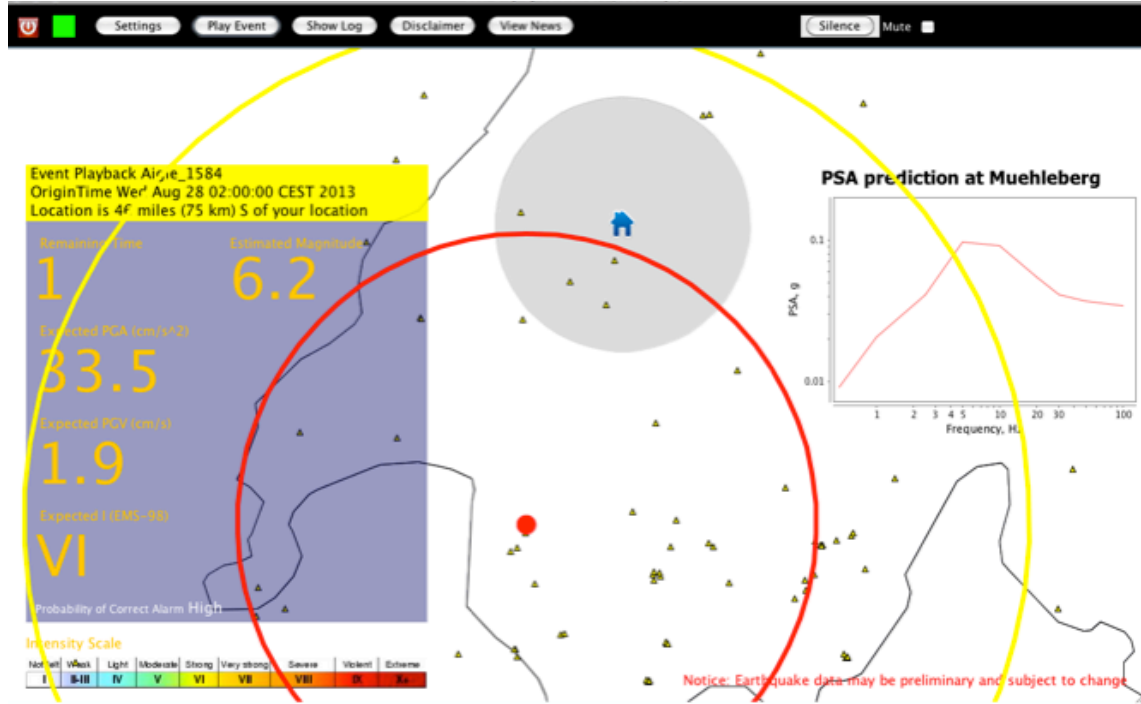 Settings
Play Event
Show Log
Disclaimer
View News
Silence
Mute
Event Playback Aigle_1584
OriginTime Wed Aug 28 02:00:00 CEST 2013
Location is 46 miles (75 km) S of your location
Remaining Time
1
Estimated Magnitude
6.2
Expected PGA (cm/s^2)
33.5
Expected PGV (cm/s)
1.9
Expected I (EMS-98)
VI
Probability of Correct Alarm High
Intensity Scale
Not felt Weak Light Moderate Strong Very strong Severe Violent Extreme
I II-III IV V VI VII VIII IX X+
PSA prediction at Muehleberg
PSA, g
0.1
0.01
1 2 3 4 5 10 20 30 100
Frequency, Hz
Notice: Earthquake data may be preliminary and subject to change